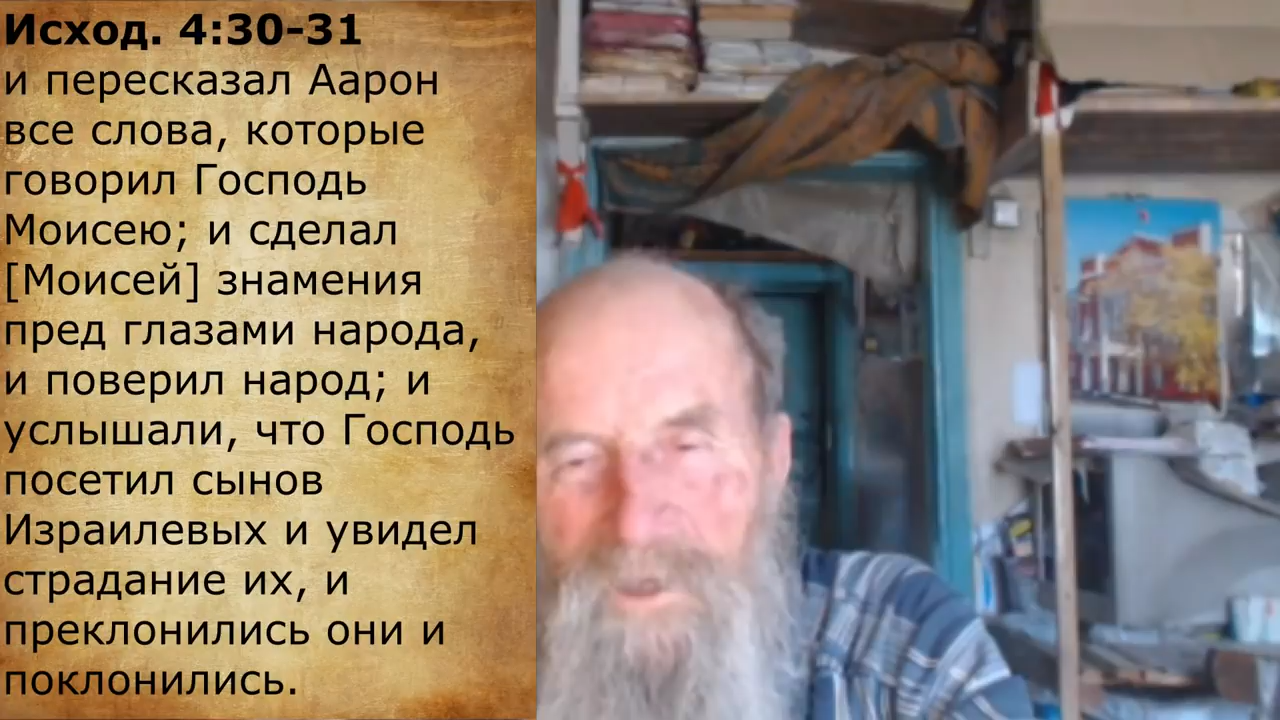 Исход. 4:30-31
и пересказал Аарон
все слова, которые
говорил Господь
Моисею; и сделал
[Моисей] знамения
пред глазами народа,
и поверил народ; и
услышали, что Господь
посетил сынов
Израилевых и увидел
страдание их, и
преклонились они и
поклонились.